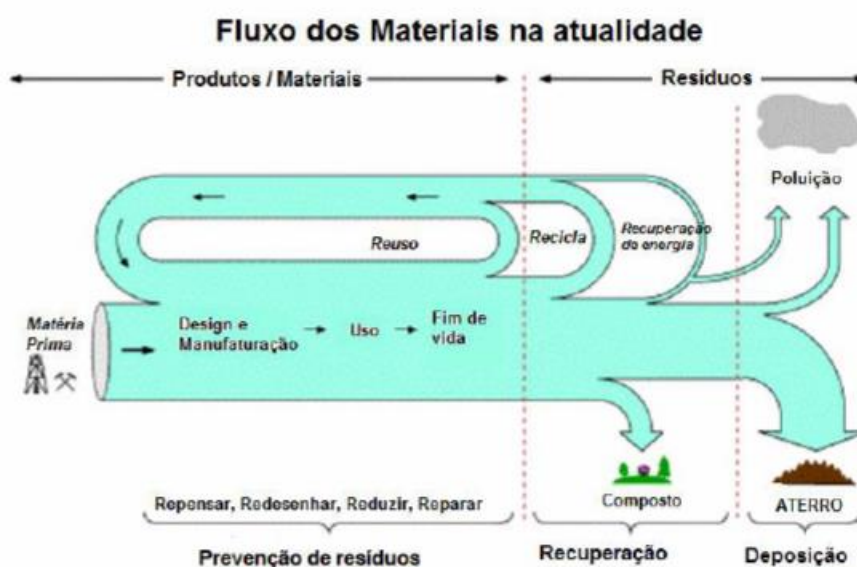 Fluxo dos Materiais na atualidade
Produtos / Materiais
Resíduos
Poluição
Reuso
Recicla
Recuperação
da energia
Matéria
Prima
Design e
Manufaturação
Uso
Fim de
vida
Composto
ATERRO
Repensar, Redesenhar, Reduzir, Reparar
Prevenção de resíduos
Recuperação
Deposição